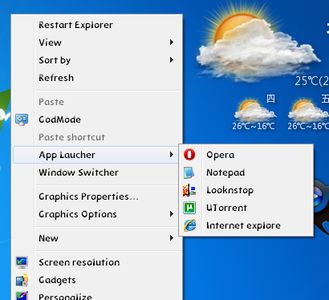 Restart Explorer
View
Sort by
Refresh
Paste
GodMode
Paste shortcut
App Laucher
Window Switcher
Graphics Properties...
Graphics Options
New
Screen resolution
Gadgets
Personalize
Opera
Notepad
Looknstop
UTorrent
Internet explore
25℃(2
四
五
26℃~16℃
26℃~16℃